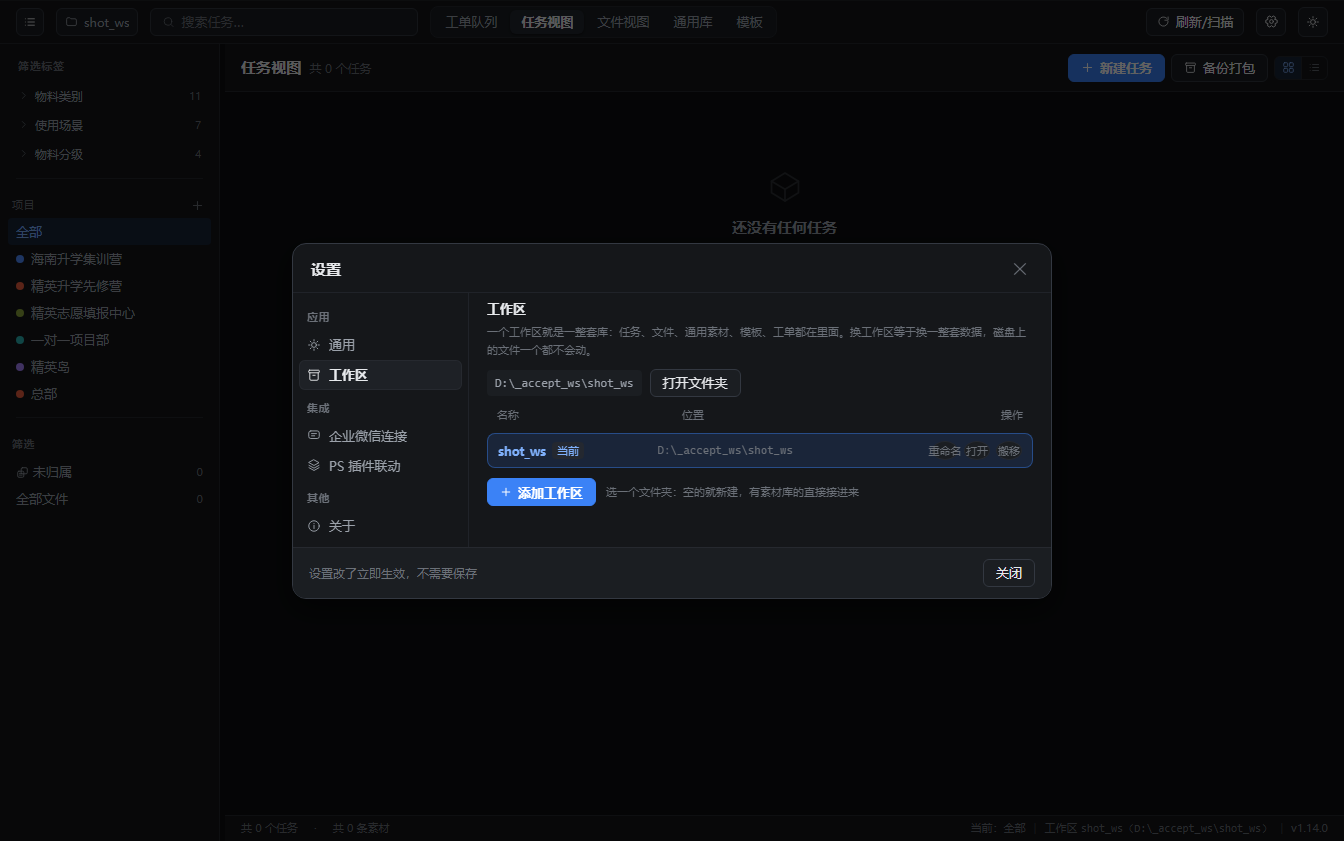 shot_ws
搜索任务...
工单队列 任务视图 文件视图 通用库 模板
刷新/扫描
筛选标签
物料类别 11
使用场景 7
物料分级 4
项目
全部
海南升学集训营
精英升学先修营
精英志愿填报中心
一对一项目部
精英岛
总部
筛选
未归属 0
全部文件 0
任务视图 共 0 个任务
新建任务 备份打包
还没有任何任务
设置
应用
通用
工作区
集成
企业微信连接
PS 插件联动
其他
关于
工作区
一个工作区就是一整套库：任务、文件、通用素材、模板、工单都在里面。换工作区等于换一整套数据，磁盘上
的文件一个都不会动。
D:\_accept_ws\shot_ws 打开文件夹
名称 位置 操作
shot_ws 当前 D:\_accept_ws\shot_ws 重命名 打开 搬移
添加工作区 选一个文件夹：空的就新建，有素材库的直接接进来
设置改了立即生效，不需要保存 关闭
共 0 个任务 · 共 0 条素材 当前：全部 | 工作区 shot_ws（D:\_accept_ws\shot_ws） | v1.14.0